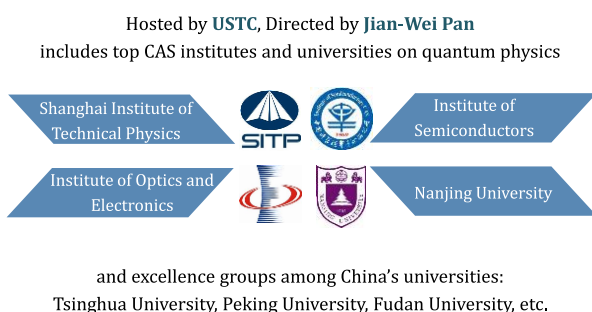 Hosted by USTC, Directed by Jian-Wei Pan
includes top CAS institutes and universities on quantum physics
Shanghai Institute of
Technical Physics
SITP
Institute of
Semiconductors
Institute of Optics and
Electronics
Nanjing University
and excellence groups among China’s universities:
Tsinghua University, Peking University, Fudan University, etc.